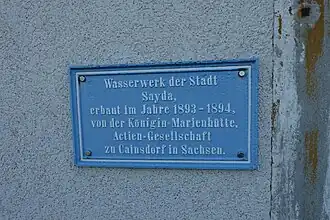 Wasserwerk der Stadt
Sayda,
erbaut im Jahre 1893-1894,
von der Königin-Marienhütte,
Actien-Gesellschaft
zu Cainsdorf in Sachsen.